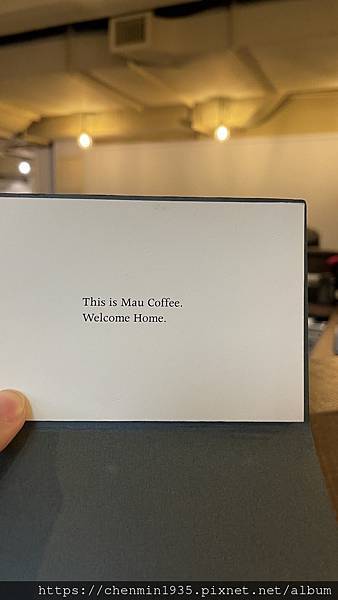 This is Mau Coffee.
Welcome Home.
https://chenmin1935.pixnet.net/album